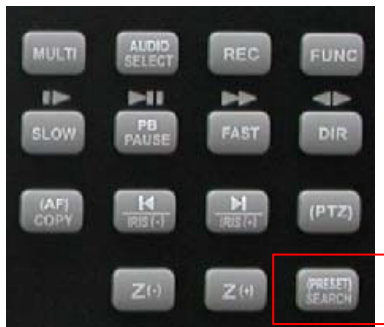 MULTI
AUDIO
SELECT
REC
FUNC
SLOW
PB
PAUSE
FAST
DIR
(AF)
COPY
IRIS (-)
IRIS (+)
(PTZ)
Z(-)
Z(+)
(PRESET)
SEARCH